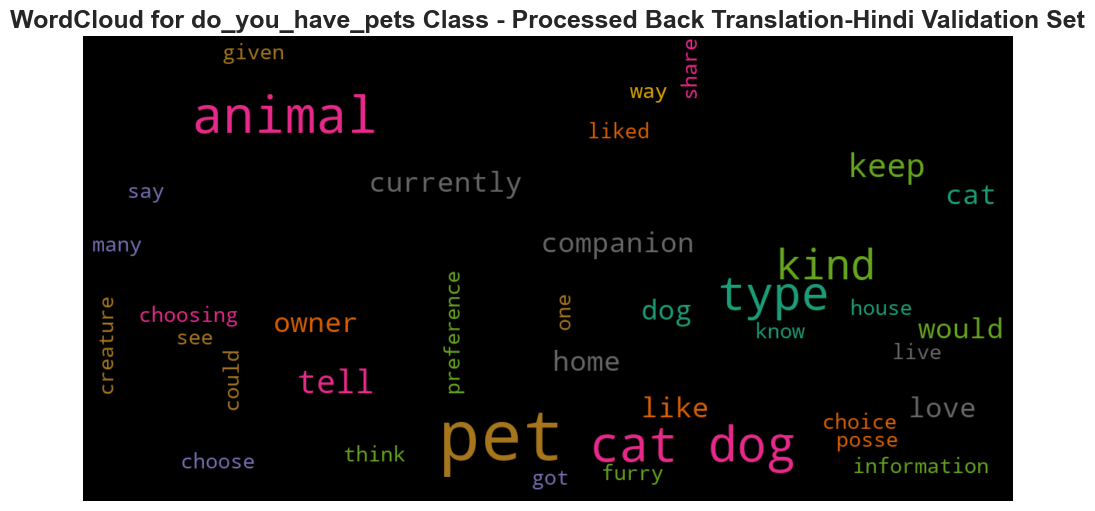 WordCloud for do_you_have_pets Class - Processed Back Translation-Hindi Validation Set
given
share
way
animal
liked
keep
currently
say
cat
many
companion
kind
type
creature
choosing
owner
preference
one
dog
house
know
would
see
could
home
live
tell
like
love
pet
cat dog
choice
posse
choose
think
got
furry
information